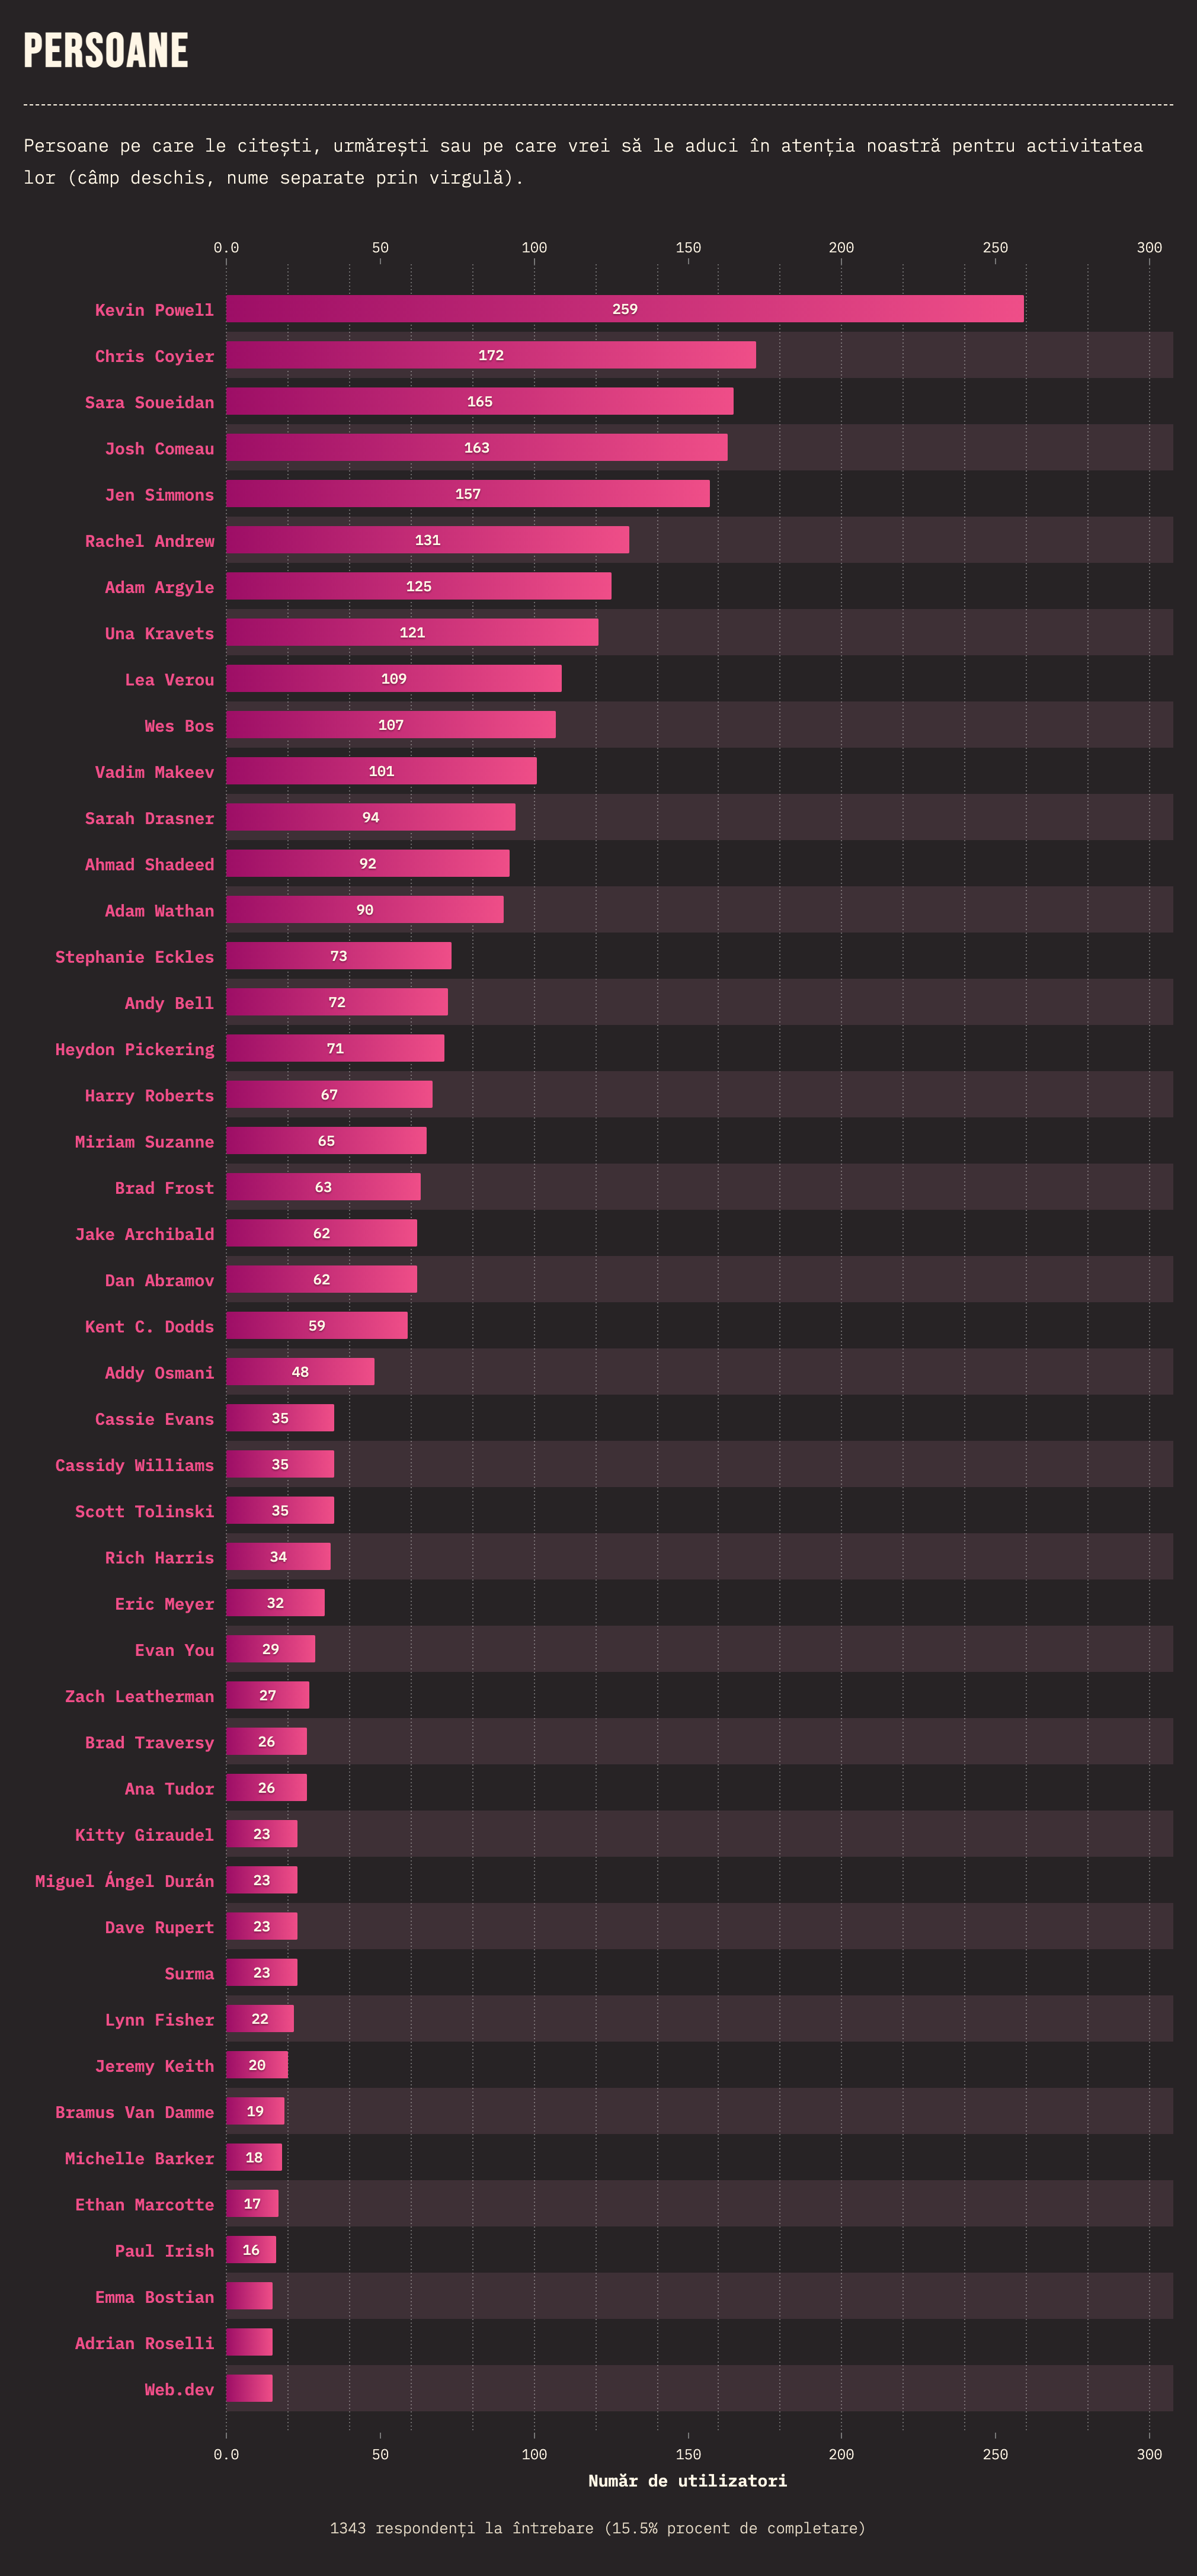 PERSOANE
Persoane pe care le citești, urmărești sau pe care vrei să le aduci în atenția noastră pentru activitatea
lor (câmp deschis, nume separate prin virgulă).
0.0 50 100 150 200 250 300
Kevin Powell 259
Chris Coyier 172
Sara Soueidan 165
Josh Comeau 163
Jen Simmons 157
Rachel Andrew 131
Adam Argyle 125
Una Kravets 121
Lea Verou 109
Wes Bos 107
Vadim Makeev 101
Sarah Drasner 94
Ahmad Shadeed 92
Adam Wathan 90
Stephanie Eckles 73
Andy Bell 72
Heydon Pickering 71
Harry Roberts 67
Miriam Suzanne 65
Brad Frost 63
Jake Archibald 62
Dan Abramov 62
Kent C. Dodds 59
Addy Osmani 48
Cassie Evans 35
Cassidy Williams 35
Scott Tolinski 35
Rich Harris 34
Eric Meyer 32
Evan You 29
Zach Leatherman 27
Brad Traversy 26
Ana Tudor 26
Kitty Giraudel 23
Miguel Ángel Durán 23
Dave Rupert 23
Surma 23
Lynn Fisher 22
Jeremy Keith 20
Bramus Van Damme 19
Michelle Barker 18
Ethan Marcotte 17
Paul Irish 16
Emma Bostian
Adrian Roselli
Web.dev
0.0 50 100 150 200 250 300
Număr de utilizatori
1343 respondenți la întrebare (15.5% procent de completare)